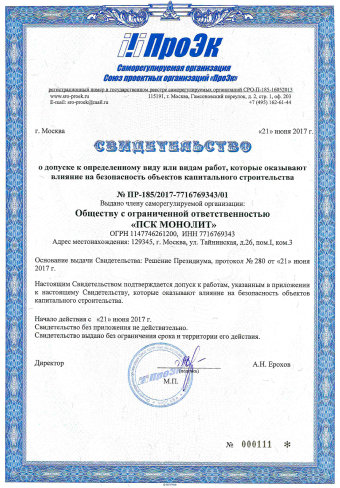 ПроЭк
Саморегулируемая организация
Союз проектных организаций «ПроЭк»
регистрационный номер в государственном реестре саморегулируемых организаций СРО-П-185-16052013
www.sro-proek.ru 115191, г. Москва, Гамсоновский переулок, д. 2, стр. 1, оф. 203
E-mail: sro-proek@mail.ru +7 (495) 162-61-44
г. Москва «21» июня 2017 г.
СВИДЕТЕЛЬСТВО
о допуске к определенному виду или видам работ, которые оказывают
влияние на безопасность объектов капитального строительства
№ ПР-185/2017-7716769343/01
Выдано члену саморегулируемой организации:
Обществу с ограниченной ответственностью
«ПСК МОНОЛИТ»
ОГРН 1147746261200, ИНН 7716769343
Адрес местонахождения: 129345, г. Москва, ул. Тайнинская, д.26, пом.I, ком.3
Основание выдачи Свидетельства: Решение Президиума, протокол № 280 от «21» июня
2017 г.
Настоящим Свидетельством подтверждается допуск к работам, указанным в приложении
к настоящему Свидетельству, которые оказывают влияние на безопасность объектов
капитального строительства.
Начало действия с «21» июня 2017 г.
Свидетельство без приложения не действительно.
Свидетельство выдано без ограничения срока и территории его действия.
Директор А.Н. Ерохов
(подпись)
М.П.
ПроЭк
№ 000111 *